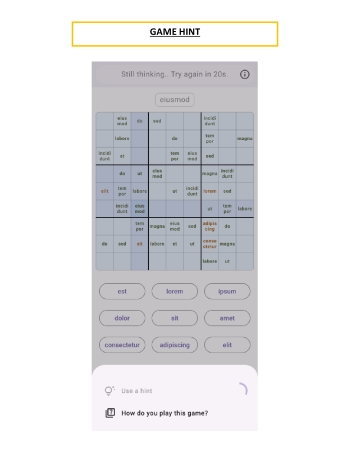 GAME HINT
Still thinking. Try again in 20s.
eiusmod
eius mod do sed incidi dunt
labore do tem por magna
incidi dunt et tem por eius mod sed
do ut eius mod magna incidi dunt
elit tem por labore ut incidi dunt lorem sed
incidi dunt eius mod ut tem por labore
tem por magna eius mod sed adipis cing do
do sed sit labore et ut conse ctetur magna
labore ut
est lorem ipsum
dolor sit amet
consectetur adipiscing elit
Use a hint
How do you play this game?